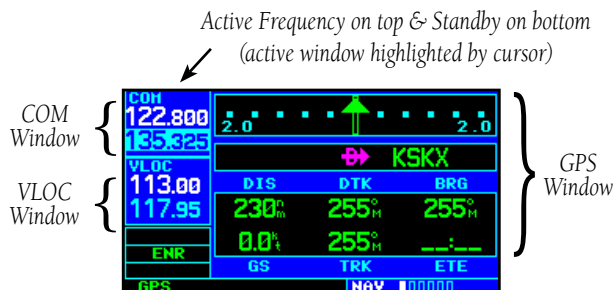 Active Frequency on top & Standby on bottom
(active window highlighted by cursor)
COM
Window
VLOC
Window
COM
122.800
135.325
VLOC
113.00
117.95
ENR
GPS
2.0 2.0
KSKX
DIS DTK BRG
230nm 255°M 255°M
0.0kt 255°M __:__
GS TRK ETE
NAV
GPS
Window